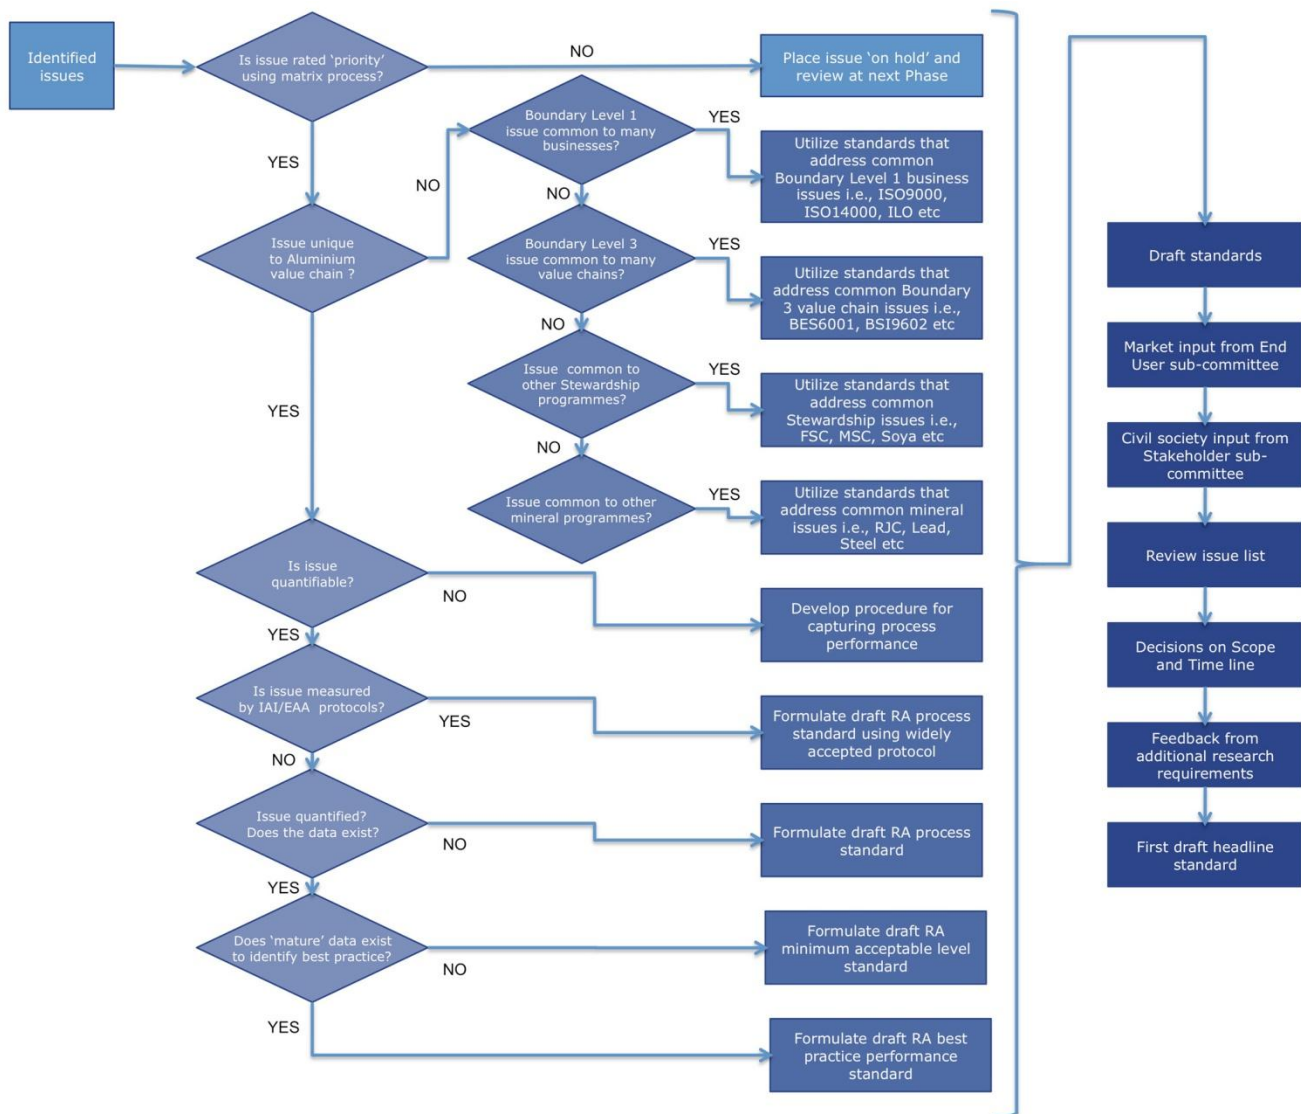 Identified
issues
Is issue rated ‘priority’
using matrix process?
NO
Place issue ‘on hold’ and
review at next Phase
YES
Boundary Level 1
issue common to many
businesses?
YES
Utilize standards that
address common
Boundary Level 1 business
issues i.e., ISO9000,
ISO14000, ILO etc
NO
NO
Issue unique
to Aluminium
value chain ?
Boundary Level 3
issue common to many
value chains?
YES
Utilize standards that
address common Boundary
3 value chain issues i.e.,
BES6001, BSI9602 etc
NO
Issue common to
other Stewardship
programmes?
YES
Utilize standards that
address common
Stewardship issues i.e.,
FSC, MSC, Soya etc
YES
NO
Issue common to other
mineral programmes?
YES
Utilize standards that
address common mineral
issues i.e., RJC, Lead,
Steel etc
Is issue
quantifiable?
NO
Develop procedure for
capturing process
performance
YES
Is issue measured
by IAI/EAA protocols?
YES
Formulate draft RA process
standard using widely
accepted protocol
NO
Issue quantified?
Does the data exist?
NO
Formulate draft RA process
standard
YES
Does ‘mature’ data exist
to identify best practice?
NO
Formulate draft RA
minimum acceptable level
standard
YES
Formulate draft RA best
practice performance
standard
Draft standards
Market input from End
User sub-committee
Civil society input from
Stakeholder sub-
committee
Review issue list
Decisions on Scope
and Time line
Feedback from
additional research
requirements
First draft headline
standard